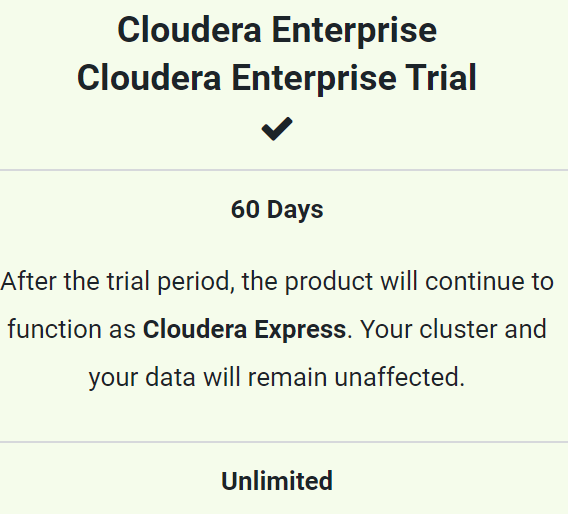 Cloudera Enterprise
Cloudera Enterprise Trial
60 Days
After the trial period, the product will continue to
function as Cloudera Express. Your cluster and
your data will remain unaffected.
Unlimited